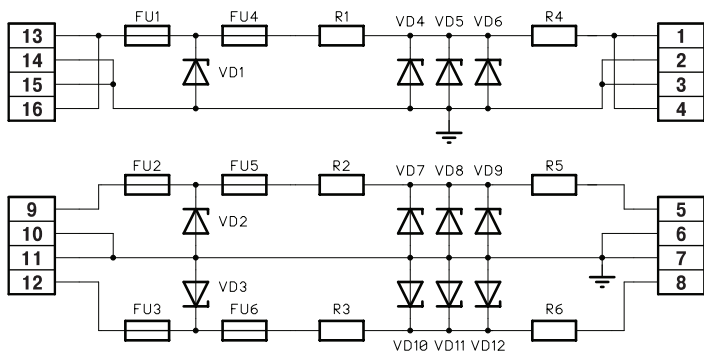 FU1 FU4 R1 VD4 VD5 VD6 R4
13 1
14 2
VD1
15 3
16 4
FU2 FU5 R2 VD7 VD8 VD9 R5
9 5
VD2
10 6
11 7
12 8
VD3
FU3 FU6 R3 R6
VD10 VD11 VD12